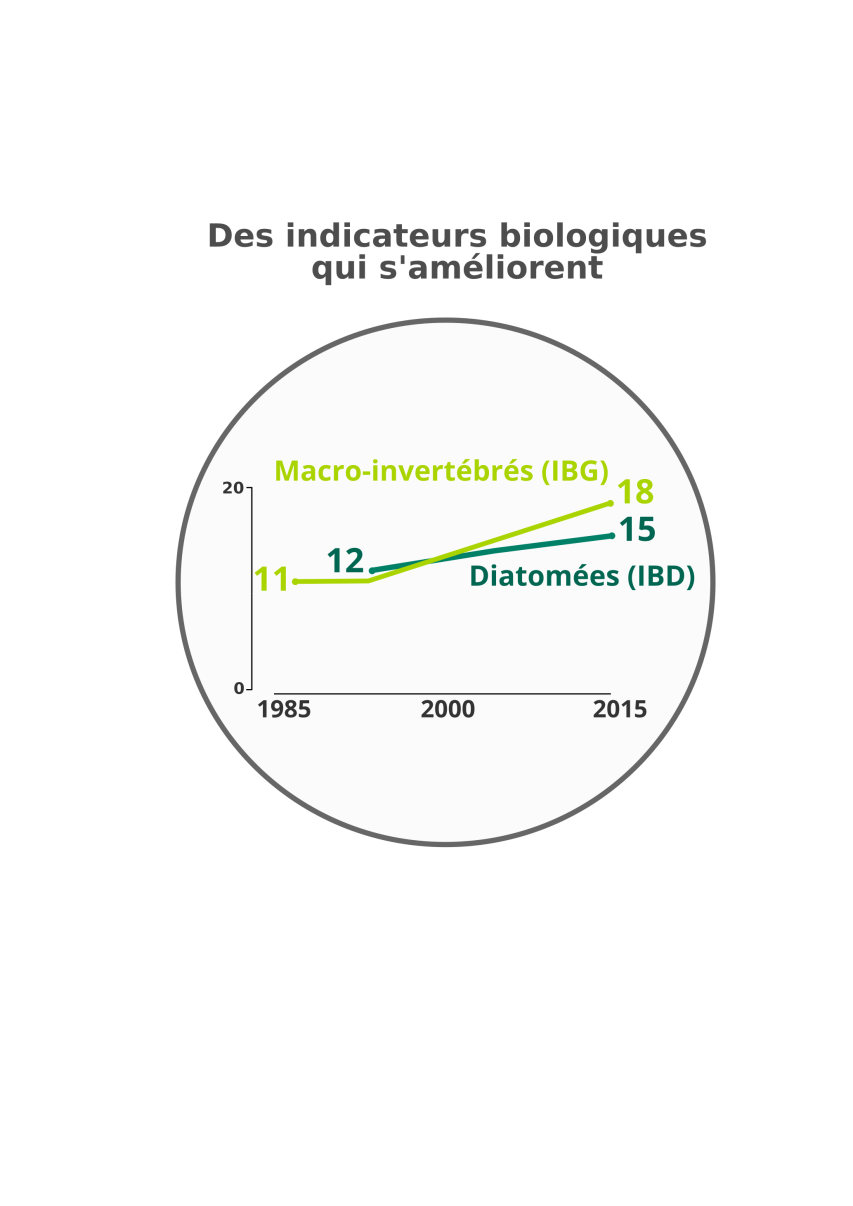 Des indicateurs biologiques
qui s'améliorent
Macro-invertébrés (IBG)
20
18
15
12
11
Diatomées (IBD)
0
1985 2000 2015